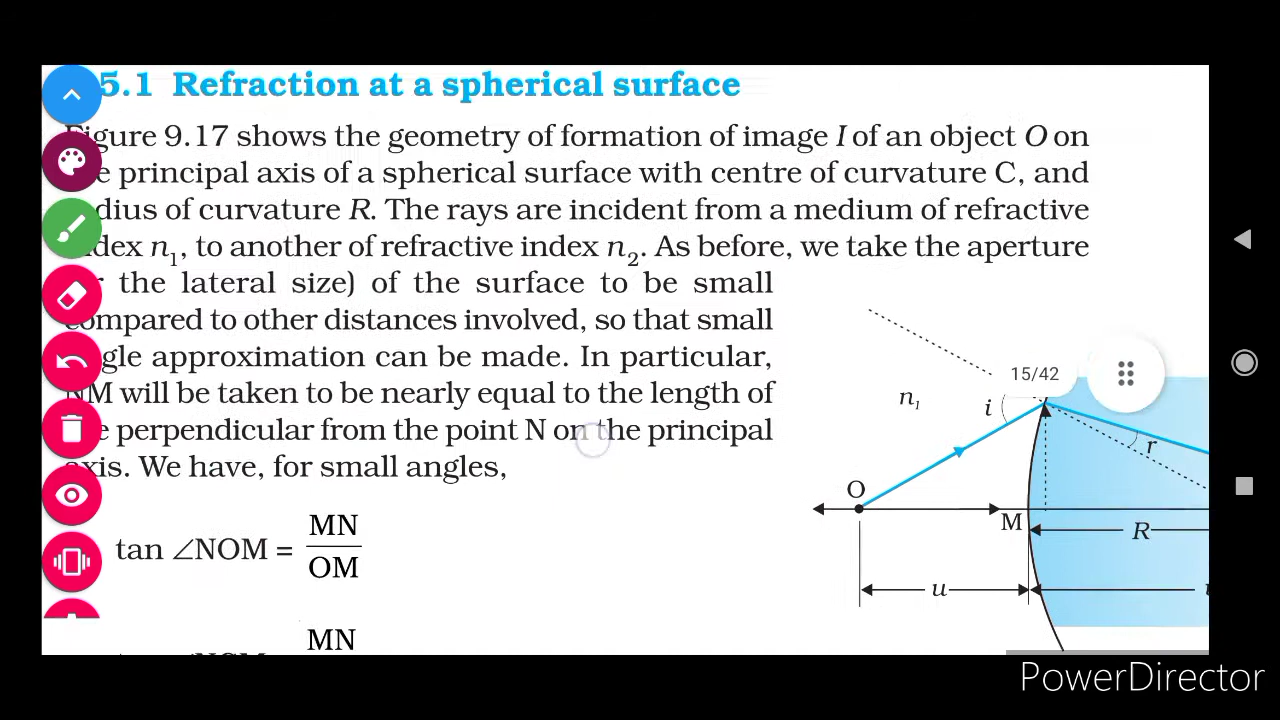 5.1 Refraction at a spherical surface
Figure 9.17 shows the geometry of formation of image I of an object O on
principal axis of a spherical surface with centre of curvature C, and
dius of curvature R. The rays are incident from a medium of refractive
dex n₁, to another of refractive index n₂. As before, we take the aperture
the lateral size) of the surface to be small
compared to other distances involved, so that small
gle approximation can be made. In particular,
NM will be taken to be nearly equal to the length of
e perpendicular from the point N on the principal
axis. We have, for small angles,
tan ∠NOM = MN
OM
MN
15/42
n₁
i
r
O
M
R
u
PowerDirector